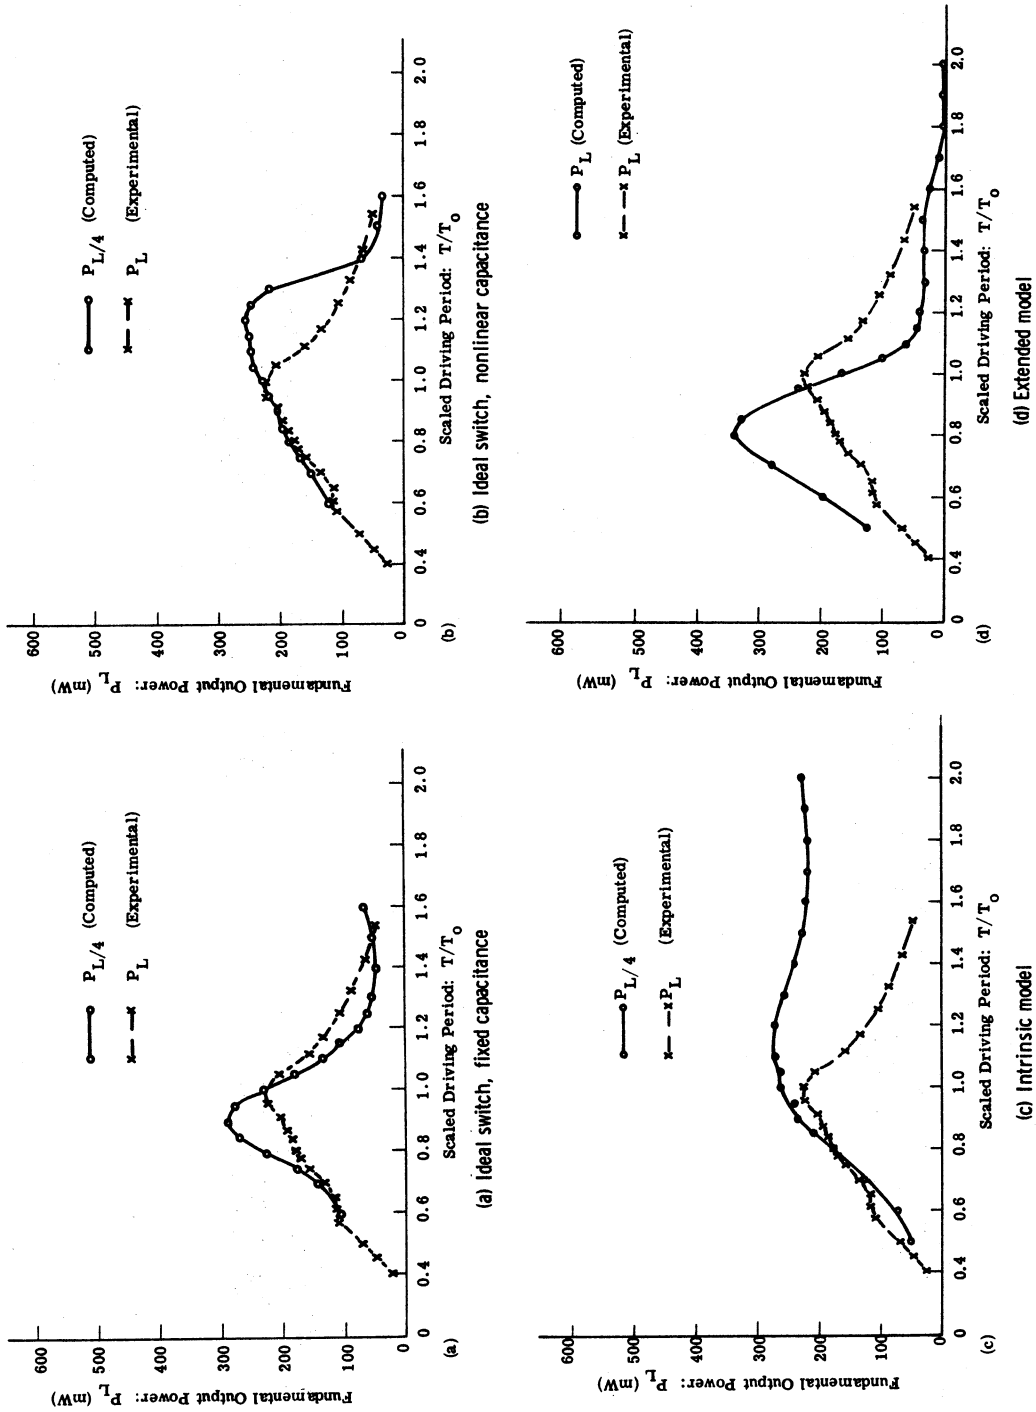 Fundamental Output Power: P_L (mW)
600
500
400
300
200
100
0
P_L/4 (Computed)
P_L (Experimental)
0.4
0.6
0.8
1.0
1.2
1.4
1.6
1.8
2.0
Scaled Driving Period: T/T_o
(a)
(a) Ideal switch, fixed capacitance
Fundamental Output Power: P_L (mW)
600
500
400
300
200
100
0
P_L/4 (Computed)
P_L (Experimental)
0.4
0.6
0.8
1.0
1.2
1.4
1.6
1.8
2.0
Scaled Driving Period: T/T_o
(b)
(b) Ideal switch, nonlinear capacitance
Fundamental Output Power: P_L (mW)
600
500
400
300
200
100
0
P_L/4 (Computed)
P_L (Experimental)
0.4
0.6
0.8
1.0
1.2
1.4
1.6
1.8
2.0
Scaled Driving Period: T/T_o
(c)
(c) Intrinsic model
Fundamental Output Power: P_L (mW)
600
500
400
300
200
100
0
P_L (Computed)
P_L (Experimental)
0.4
0.6
0.8
1.0
1.2
1.4
1.6
1.8
2.0
Scaled Driving Period: T/T_o
(d)
(d) Extended model